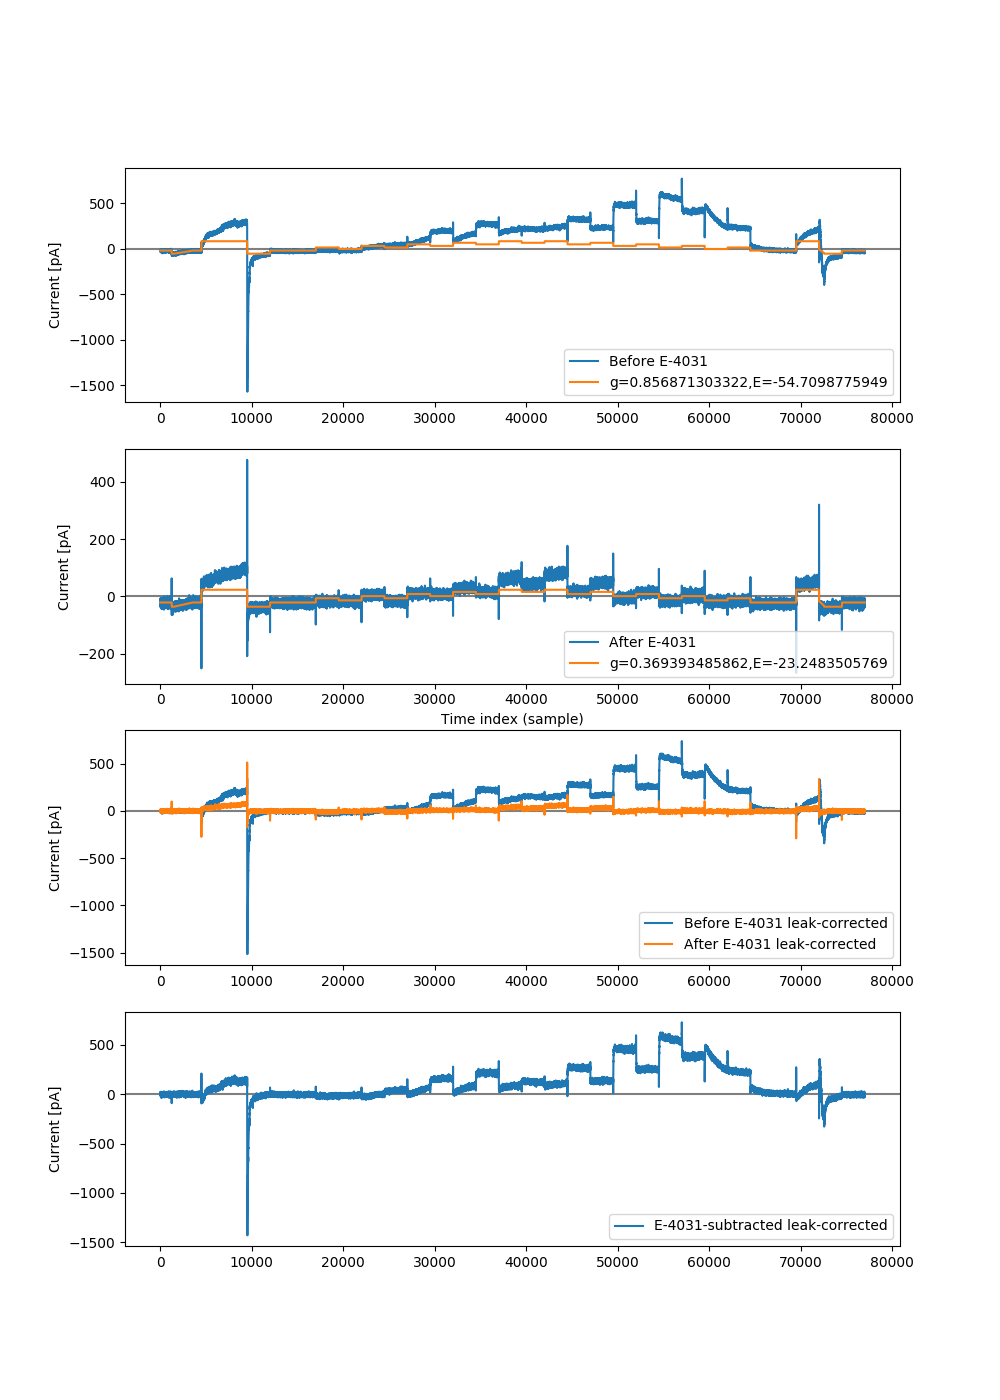 500
0
−500
−1000
−1500
Current [pA]
Before E-4031
g=0.856871303322,E=-54.7098775949
0 10000 20000 30000 40000 50000 60000 70000 80000
400
200
0
−200
Current [pA]
After E-4031
g=0.369393485862,E=-23.2483505769
0 10000 20000 30000 40000 50000 60000 70000 80000
Time index (sample)
500
0
−500
−1000
−1500
Current [pA]
Before E-4031 leak-corrected
After E-4031 leak-corrected
0 10000 20000 30000 40000 50000 60000 70000 80000
500
0
−500
−1000
−1500
Current [pA]
E-4031-subtracted leak-corrected
0 10000 20000 30000 40000 50000 60000 70000 80000